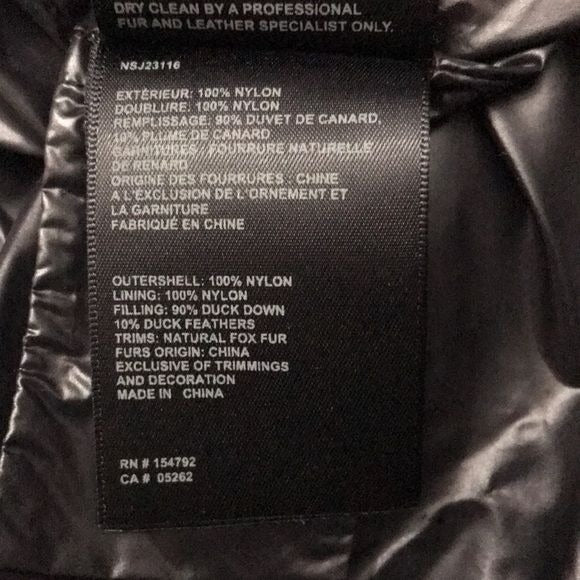 DRY CLEAN BY A PROFESSIONAL
FUR AND LEATHER SPECIALIST ONLY.
NSJ23116
EXTÉRIEUR: 100% NYLON
DOUBLURE: 100% NYLON
REMPLISSAGE: 90% DUVET DE CANARD,
10% PLUME DE CANARD
GARNITURES : FOURRURE NATURELLE
DE RENARD
ORIGINE DES FOURRURES : CHINE
A L'EXCLUSION DE L'ORNEMENT ET
LA GARNITURE
FABRIQUÉ EN CHINE
OUTERSHELL: 100% NYLON
LINING: 100% NYLON
FILLING: 90% DUCK DOWN
10% DUCK FEATHERS
TRIMS: NATURAL FOX FUR
FURS ORIGIN: CHINA
EXCLUSIVE OF TRIMMINGS
AND DECORATION
MADE IN CHINA
RN # 154792
CA # 05262